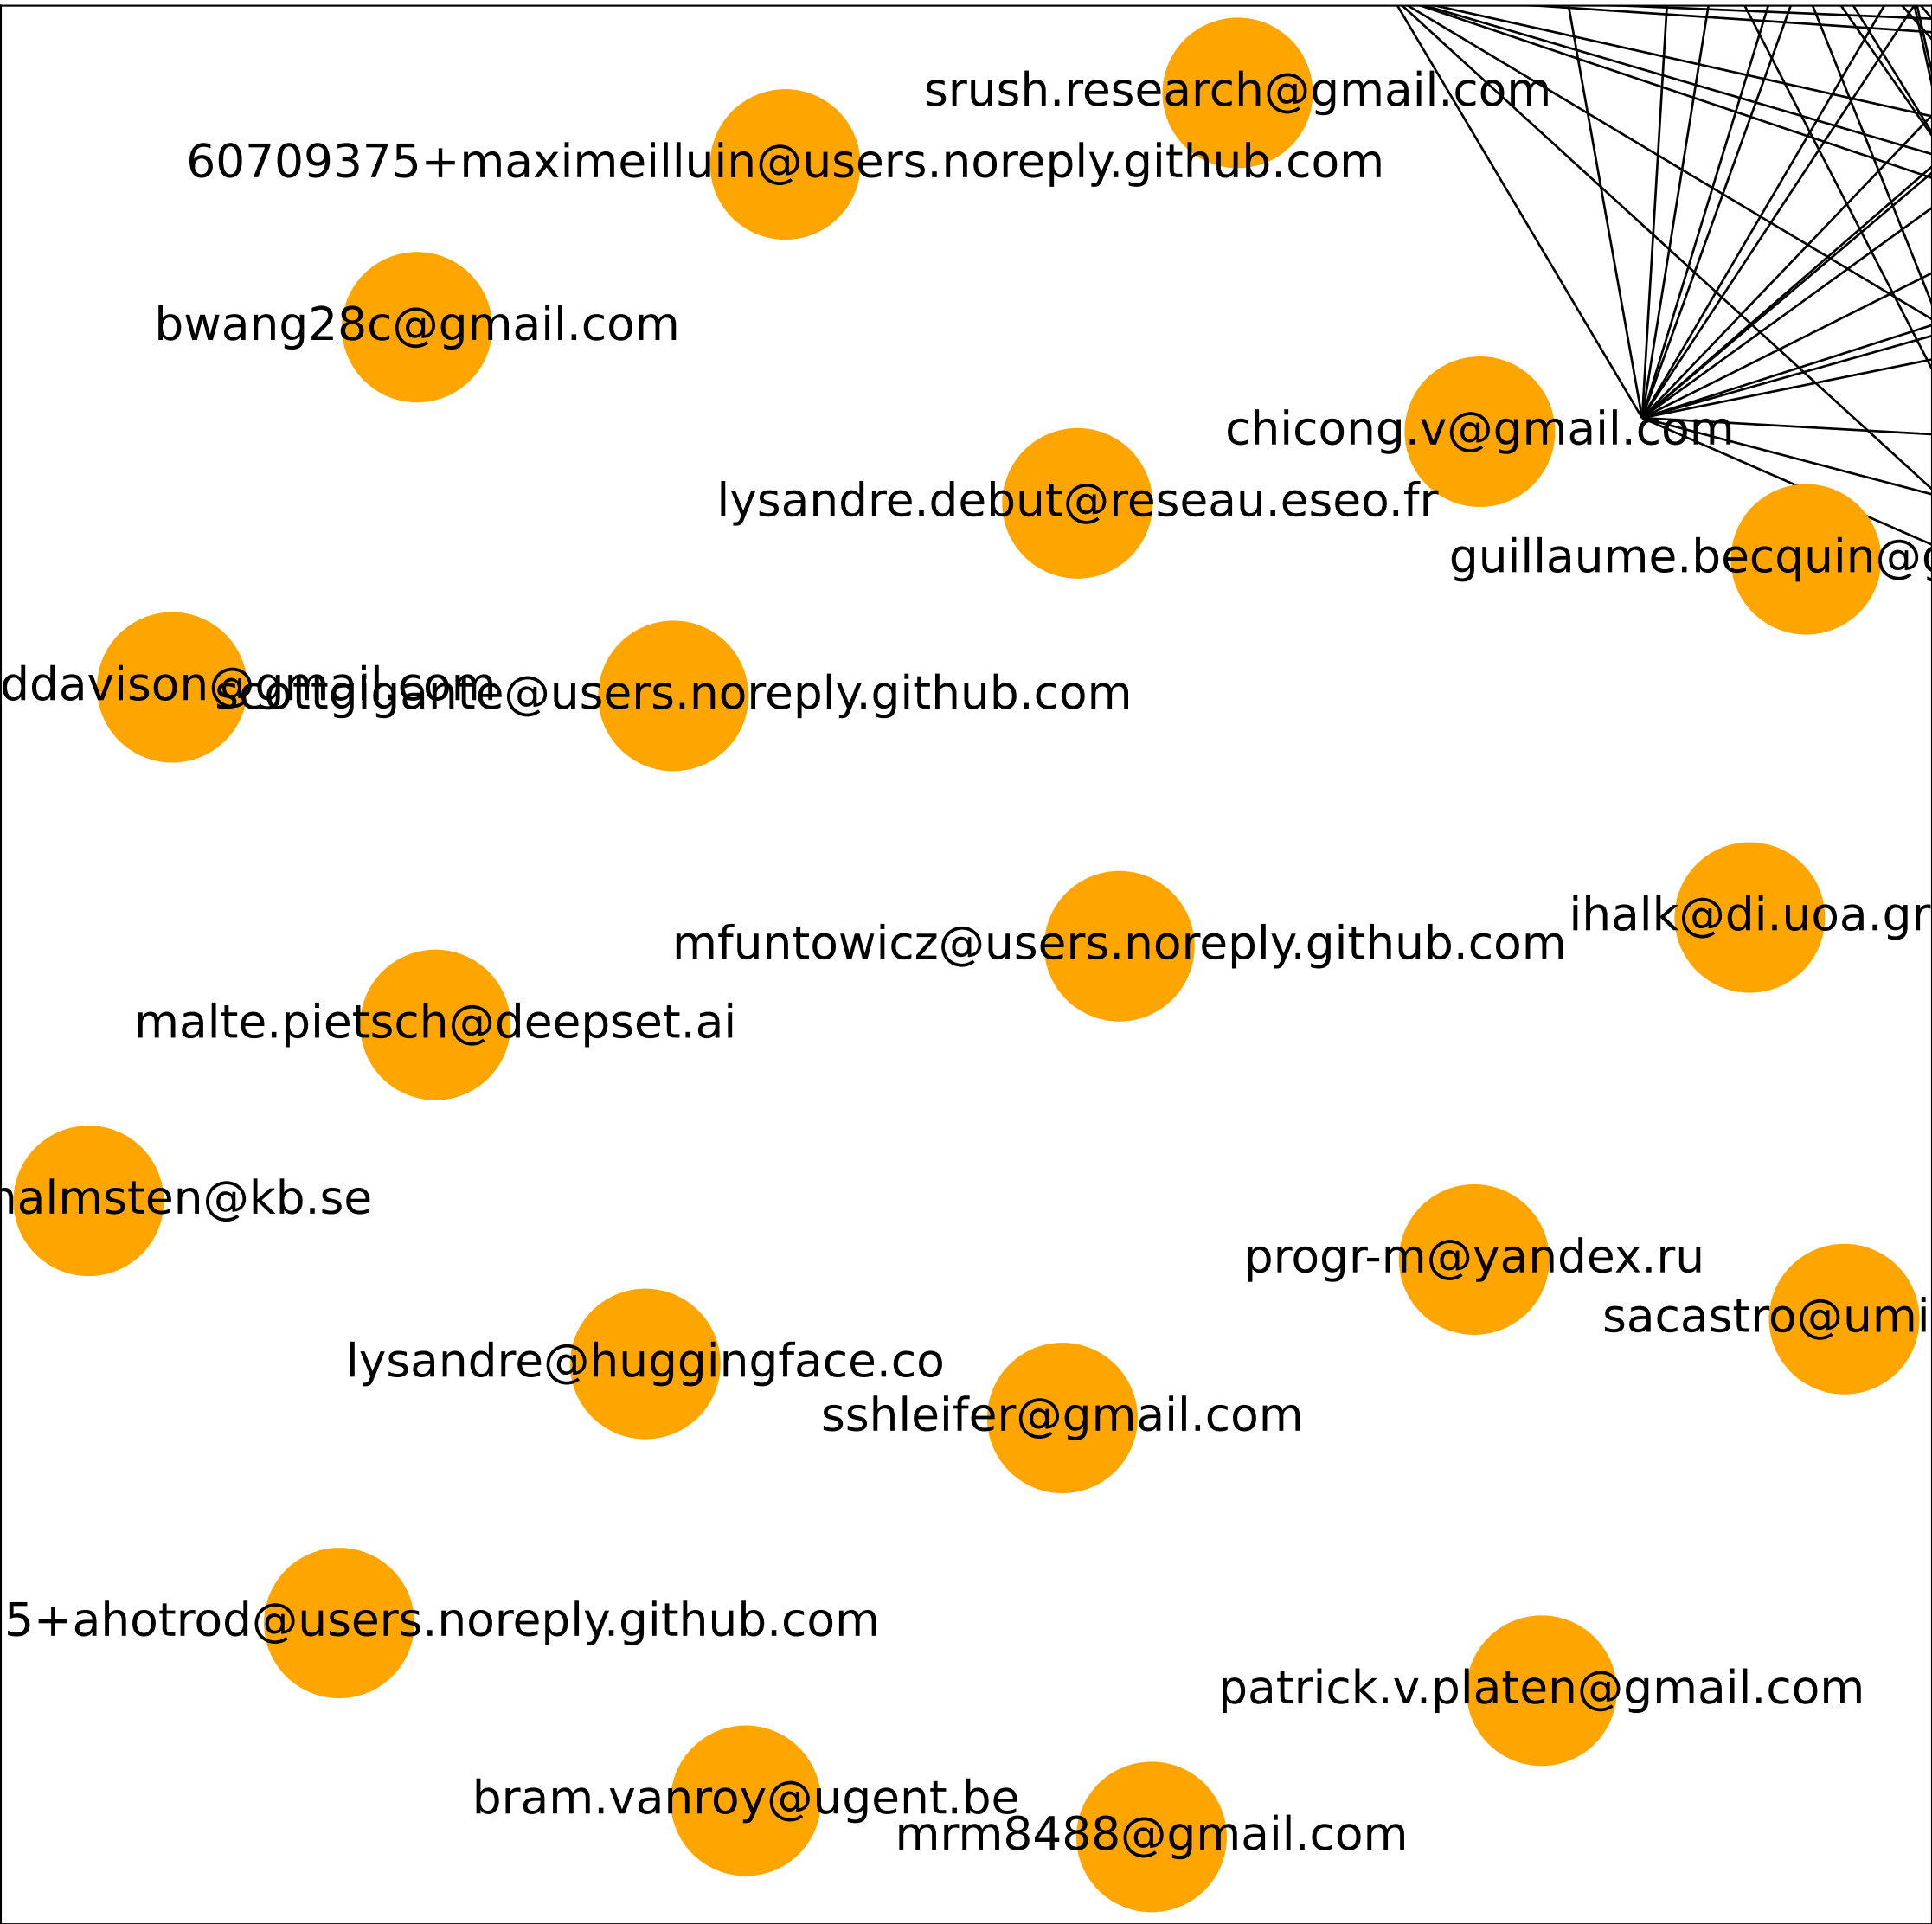 srush.research@gmail.com
60709375+maximeilluin@users.noreply.github.com
bwang28c@gmail.com
chicong.v@gmail.com
lysandre.debut@reseau.eseo.fr
guillaume.becquin@g
ddavison@gmail.com
scottgigante@users.noreply.github.com
ihalk@di.uoa.gr
mfuntowicz@users.noreply.github.com
malte.pietsch@deepset.ai
malmsten@kb.se
progr-m@yandex.ru
sacastro@umi
lysandre@huggingface.co
sshleifer@gmail.com
5+ahotrod@users.noreply.github.com
patrick.v.platen@gmail.com
bram.vanroy@ugent.be
mrm8488@gmail.com